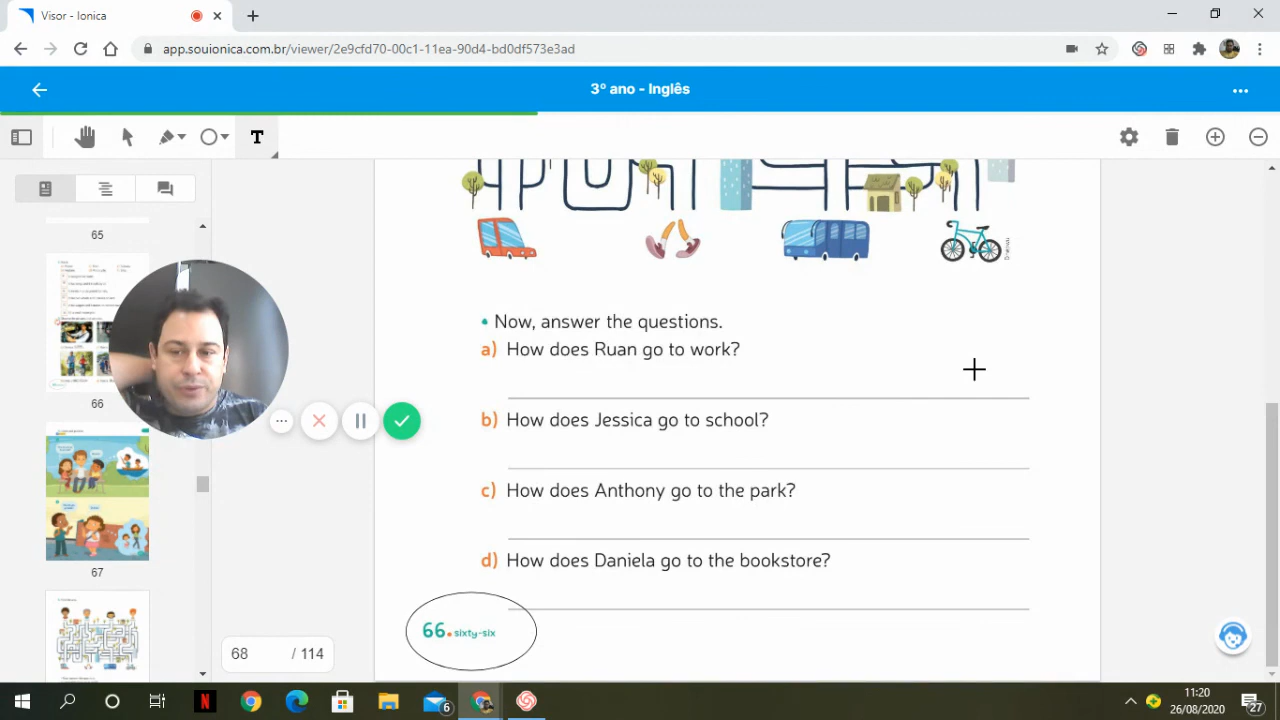 Visor - Ionica
app.souionica.com.br/viewer/2e9cfd70-00c1-11ea-90d4-bd0df573e3ad
3º ano - Inglês
T
65
66
67
• Now, answer the questions.
a) How does Ruan go to work?
b) How does Jessica go to school?
c) How does Anthony go to the park?
d) How does Daniela go to the bookstore?
66 • sixty-six
68 / 114
N
6
11:20
26/08/2020
27